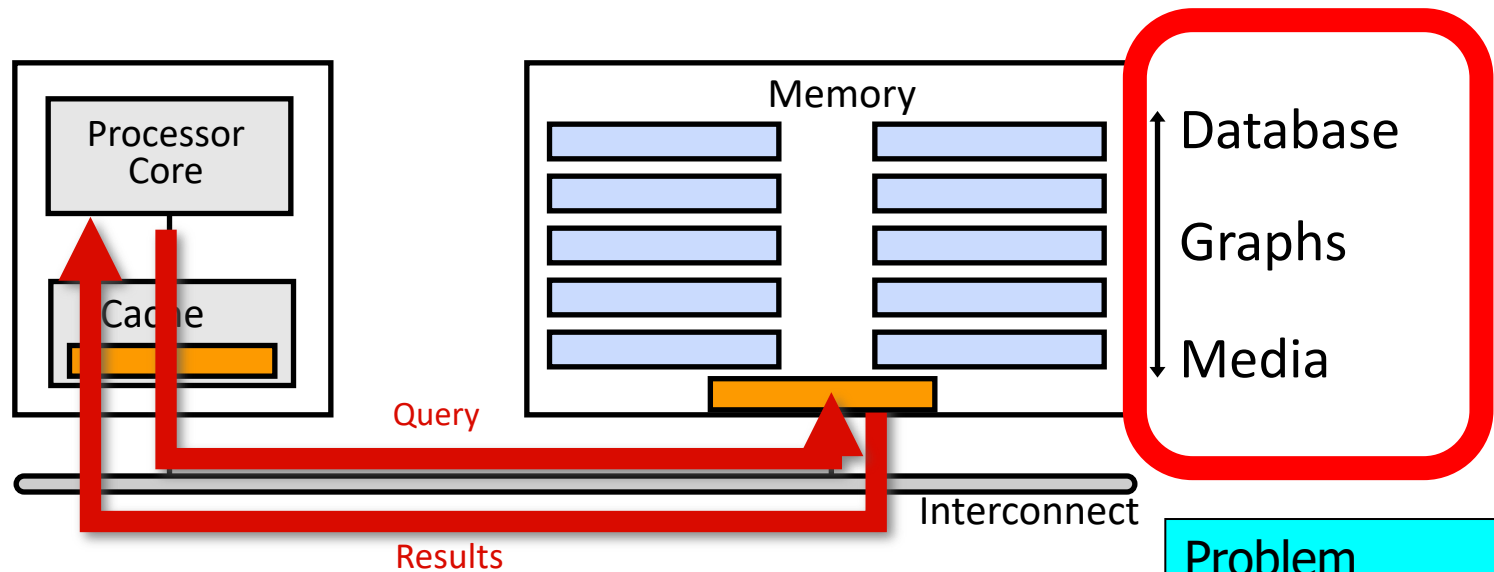 Processor
Core
Cache
Memory
Database
Graphs
Media
Query
Interconnect
Results
Problem